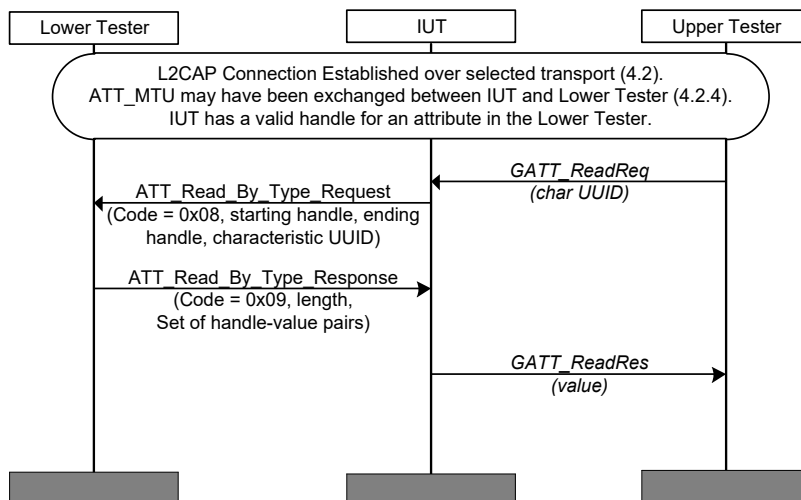 Lower Tester
IUT
Upper Tester
L2CAP Connection Established over selected transport (4.2).
ATT_MTU may have been exchanged between IUT and Lower Tester (4.2.4).
IUT has a valid handle for an attribute in the Lower Tester.
GATT_ReadReq
(char UUID)
ATT_Read_By_Type_Request
(Code = 0x08, starting handle, ending
handle, characteristic UUID)
ATT_Read_By_Type_Response
(Code = 0x09, length,
Set of handle-value pairs)
GATT_ReadRes
(value)